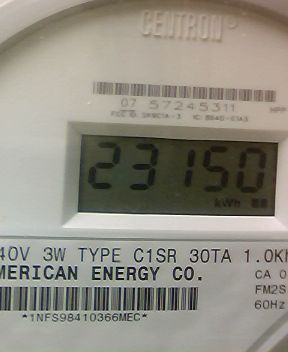 CENTRON®
07 57245311
23150
kWh
40V 3W TYPE C1SR 30TA 1.0Kh
MERICAN ENERGY CO.
CA 0
FM2S
60Hz
*1NFS98410366MEC*